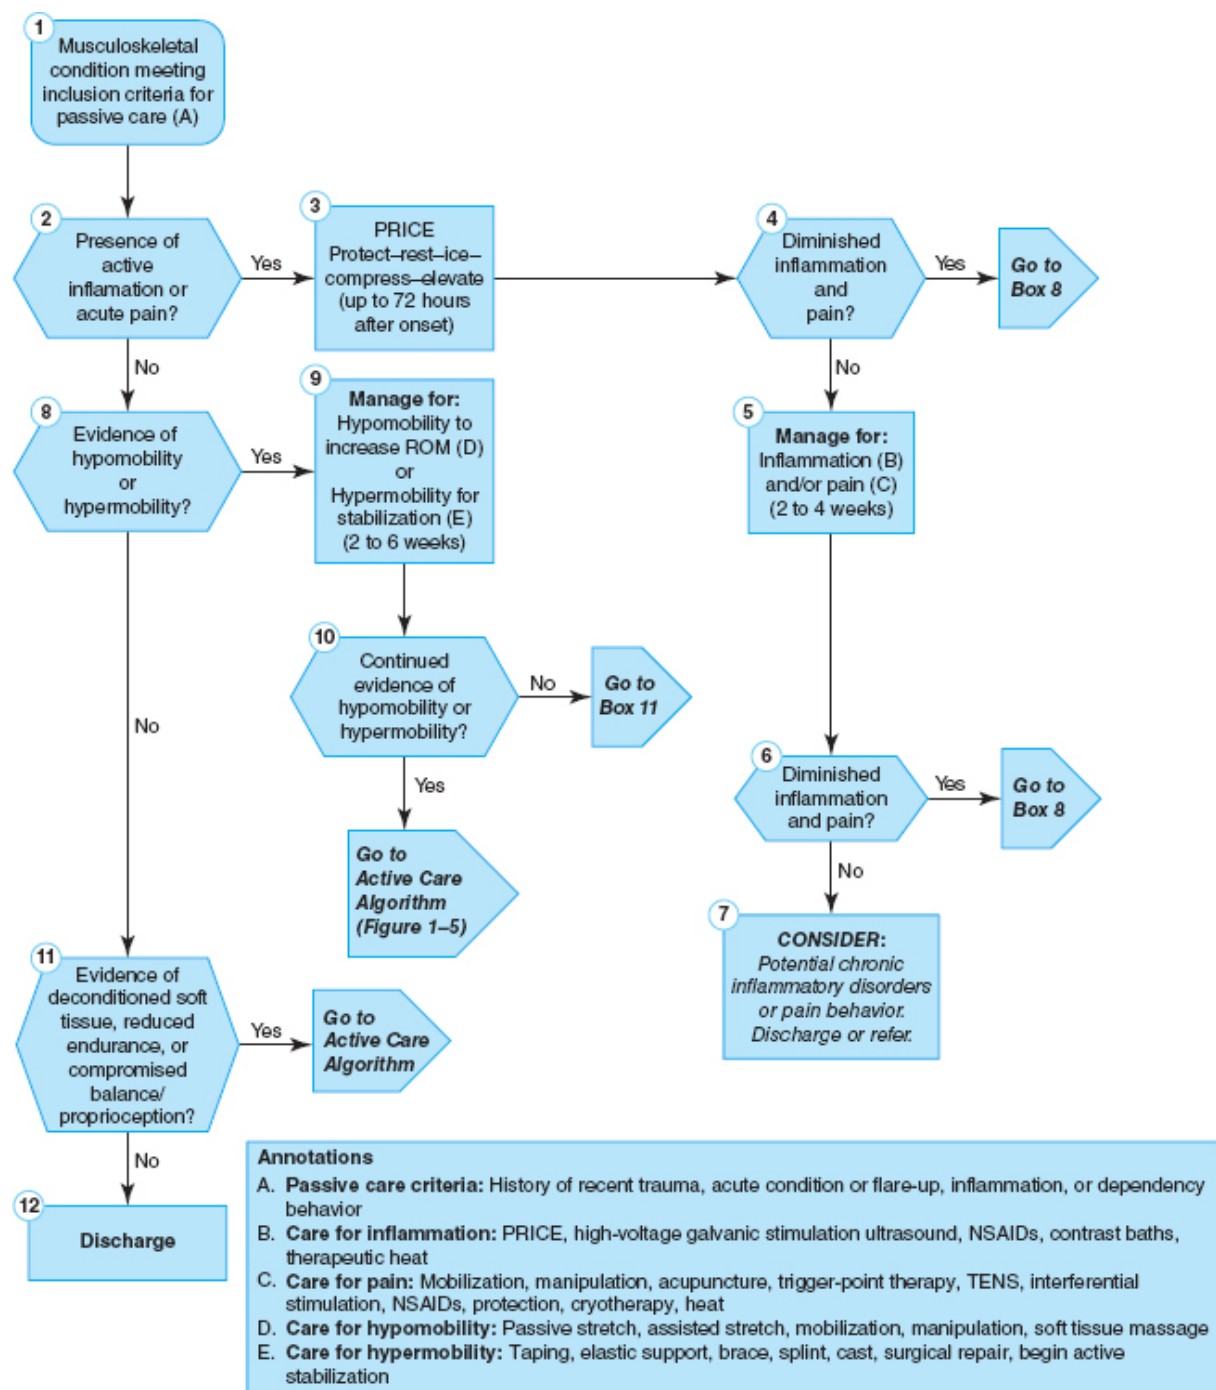 1
Musculoskeletal
condition meeting
inclusion criteria for
passive care (A)
2
Presence of
active
inflamation or
acute pain?
Yes
3
PRICE
Protect–rest–ice–
compress–elevate
(up to 72 hours
after onset)
4
Diminished
inflammation
and
pain?
Yes
Go to
Box 8
No
No
8
Evidence of
hypomobility
or
hypermobility?
Yes
9
Manage for:
Hypomobility to
increase ROM (D)
or
Hypermobility for
stabilization (E)
(2 to 6 weeks)
5
Manage for:
Inflammation (B)
and/or pain (C)
(2 to 4 weeks)
10
Continued
evidence of
hypomobility or
hypermobility?
No
Go to
Box 11
No
Yes
6
Diminished
inflammation
and pain?
Yes
Go to
Box 8
Go to
Active Care
Algorithm
(Figure 1–5)
No
7
CONSIDER:
Potential chronic
inflammatory disorders
or pain behavior.
Discharge or refer.
11
Evidence of
deconditioned soft
tissue, reduced
endurance, or
compromised
balance/
proprioception?
Yes
Go to
Active Care
Algorithm
No
12
Discharge
Annotations
A. Passive care criteria: History of recent trauma, acute condition or flare-up, inflammation, or dependency
behavior
B. Care for inflammation: PRICE, high-voltage galvanic stimulation ultrasound, NSAIDs, contrast baths,
therapeutic heat
C. Care for pain: Mobilization, manipulation, acupuncture, trigger-point therapy, TENS, interferential
stimulation, NSAIDs, protection, cryotherapy, heat
D. Care for hypomobility: Passive stretch, assisted stretch, mobilization, manipulation, soft tissue massage
E. Care for hypermobility: Taping, elastic support, brace, splint, cast, surgical repair, begin active
stabilization